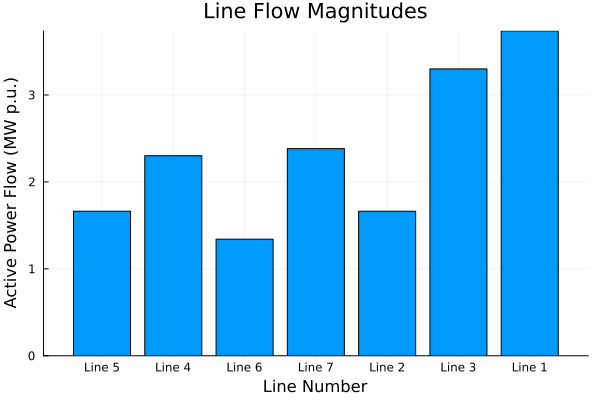 Line Flow Magnitudes
Active Power Flow (MW p.u.)
3
2
1
0
Line 5 Line 4 Line 6 Line 7 Line 2 Line 3 Line 1
Line Number